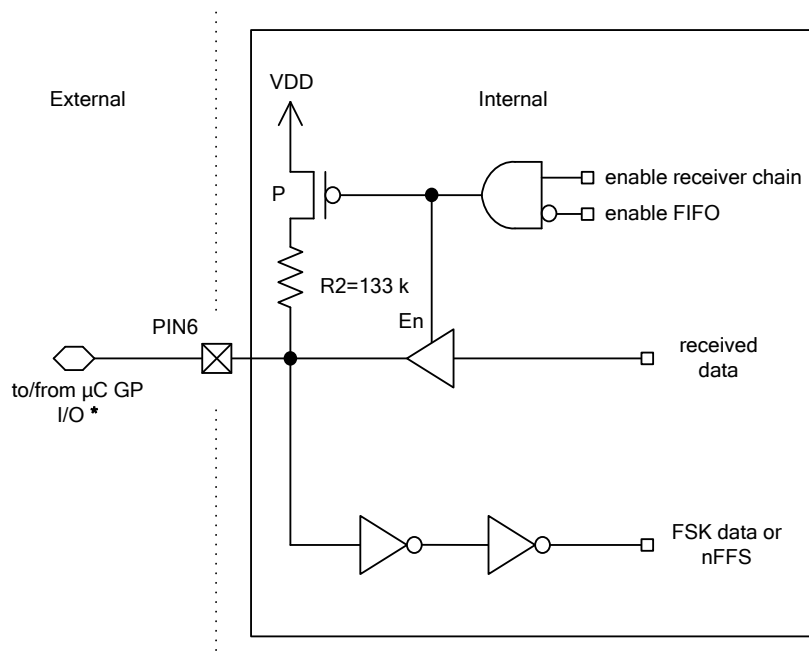 External
VDD
Internal
P
enable receiver chain
enable FIFO
R2=133 k
PIN6
En
received
data
to/from µC GP
I/O *
FSK data or
nFFS